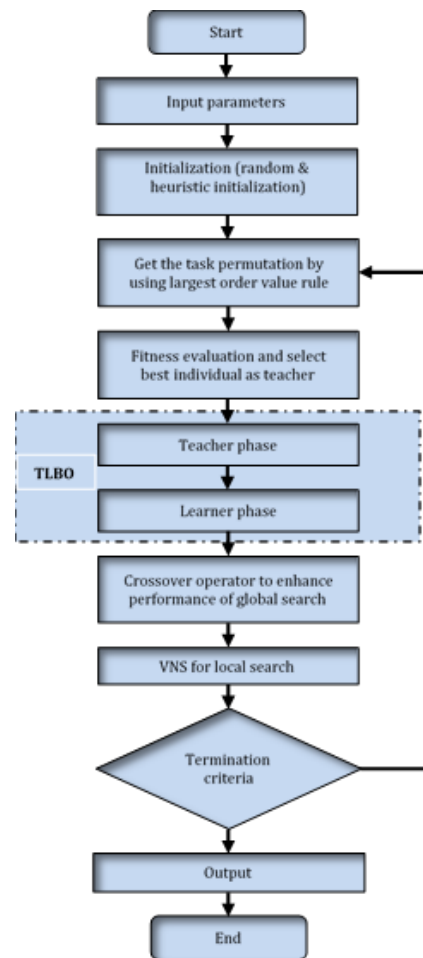 Start
Input parameters
Initialization (random &
heuristic initialization)
Get the task permutation by
using largest order value rule
Fitness evaluation and select
best individual as teacher
Teacher phase
TLBO
Learner phase
Crossover operator to enhance
performance of global search
VNS for local search
Termination
criteria
Output
End